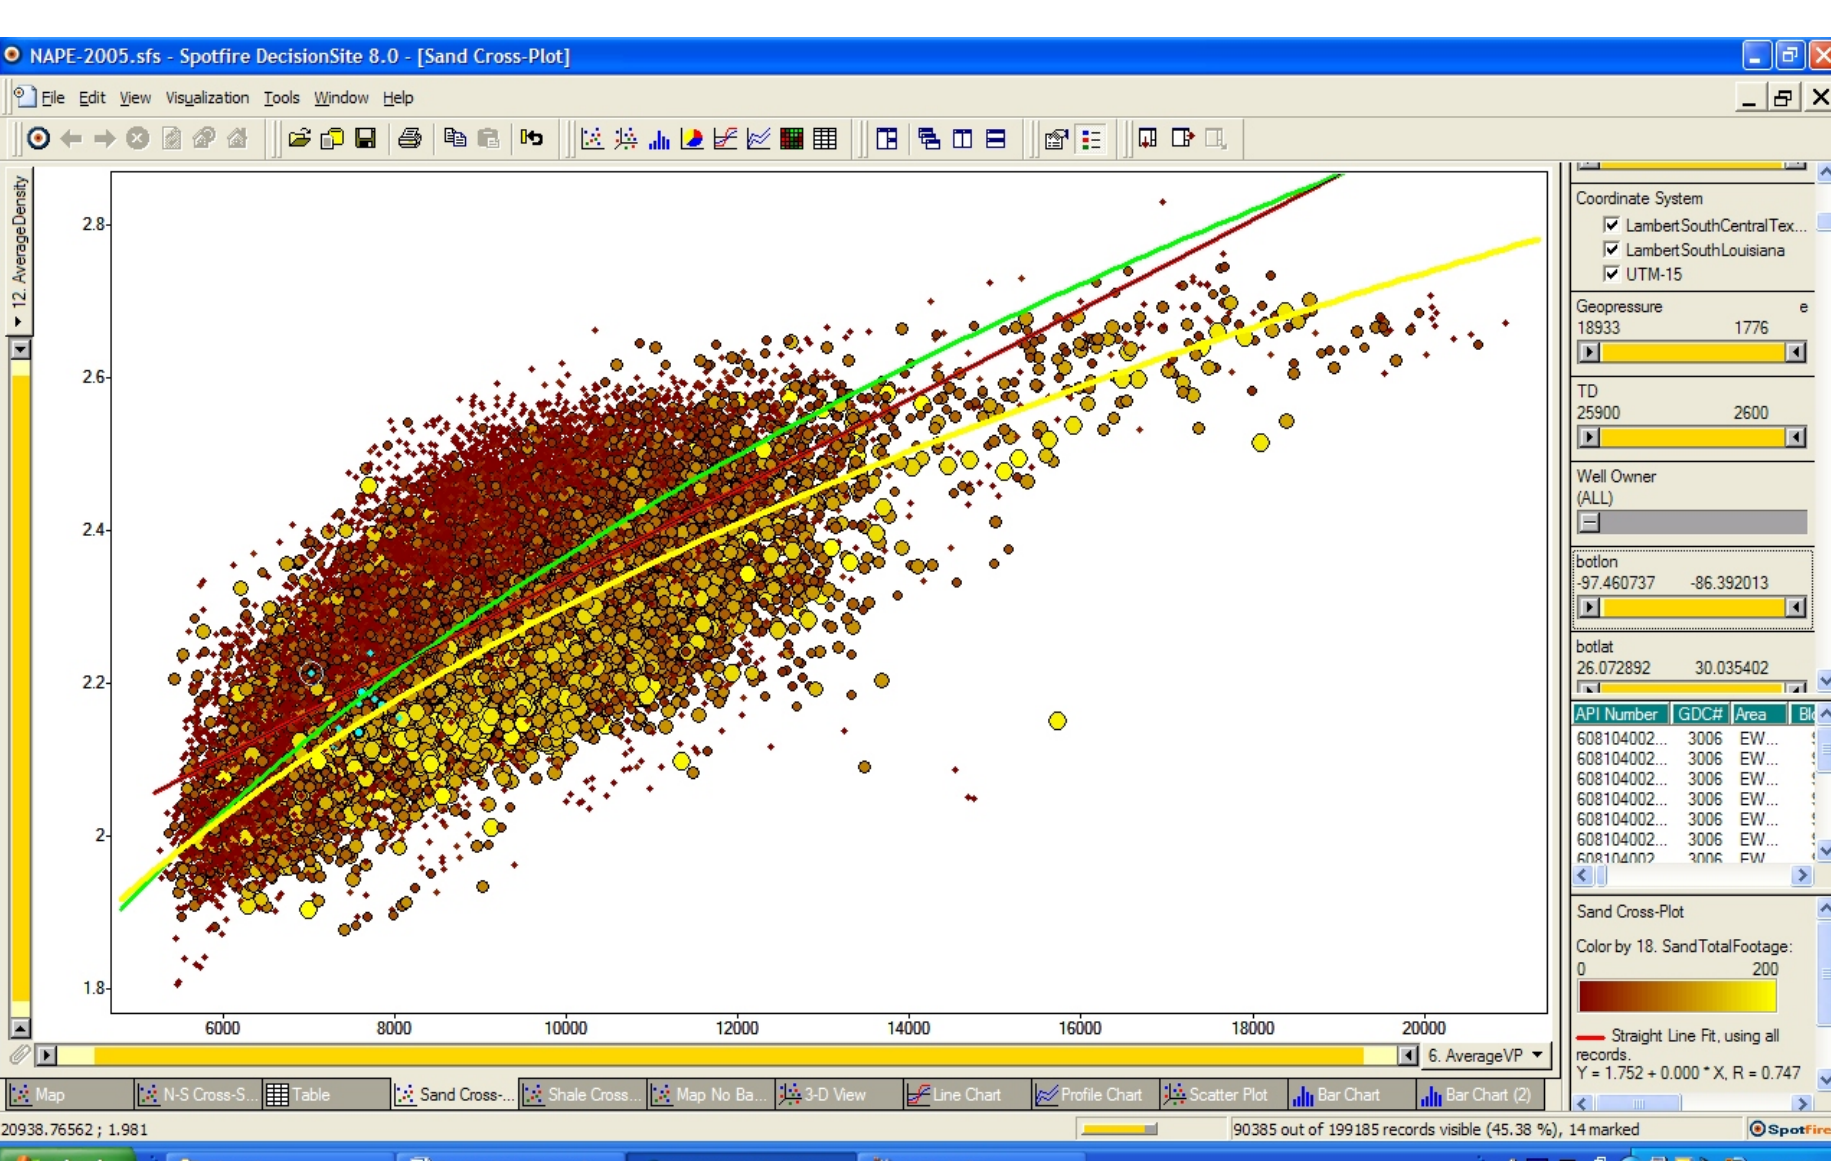 NAPE-2005.sfs - Spotfire DecisionSite 8.0 - [Sand Cross-Plot]
File Edit View Visualization Tools Window Help
12. AverageDensity
2.8
2.6
2.4
2.2
2
1.8
6000 8000 10000 12000 14000 16000 18000 20000
6. AverageVP
Coordinate System
LambertSouthCentralTex...
LambertSouthLouisiana
UTM-15
Geopressure e
18933 1776
TD
25900 2600
Well Owner
(ALL)
botlon
-97.460737 -86.392013
botlat
26.072892 30.035402
API Number GDC# Area
608104002... 3006 EW...
608104002... 3006 EW...
608104002... 3006 EW...
608104002... 3006 EW...
608104002... 3006 EW...
608104002... 3006 EW...
608104002 3006 EW
Sand Cross-Plot
Color by 18. SandTotalFootage:
0 200
Straight Line Fit, using all
records.
Y = 1.752 + 0.000 * X, R = 0.747
Map N-S Cross-S... Table Sand Cross-... Shale Cross... Map No Ba... 3-D View Line Chart Profile Chart Scatter Plot Bar Chart Bar Chart (2)
20938.76562 ; 1.981 90385 out of 199185 records visible (45.38 %), 14 marked Spotfire